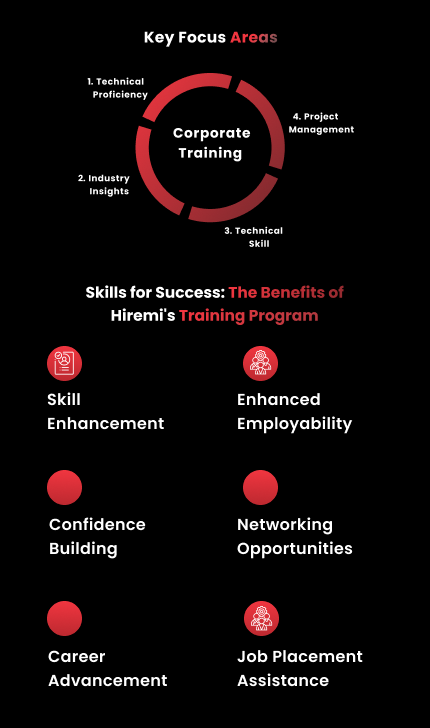 Key Focus Areas
1. Technical
Proficiency
4. Project
Management
Corporate
Training
2. Industry
Insights
3. Technical
Skill
Skills for Success: The Benefits of
Hiremi's Training Program
Skill
Enhancement
Enhanced
Employability
Confidence
Building
Networking
Opportunities
Career
Advancement
Job Placement
Assistance